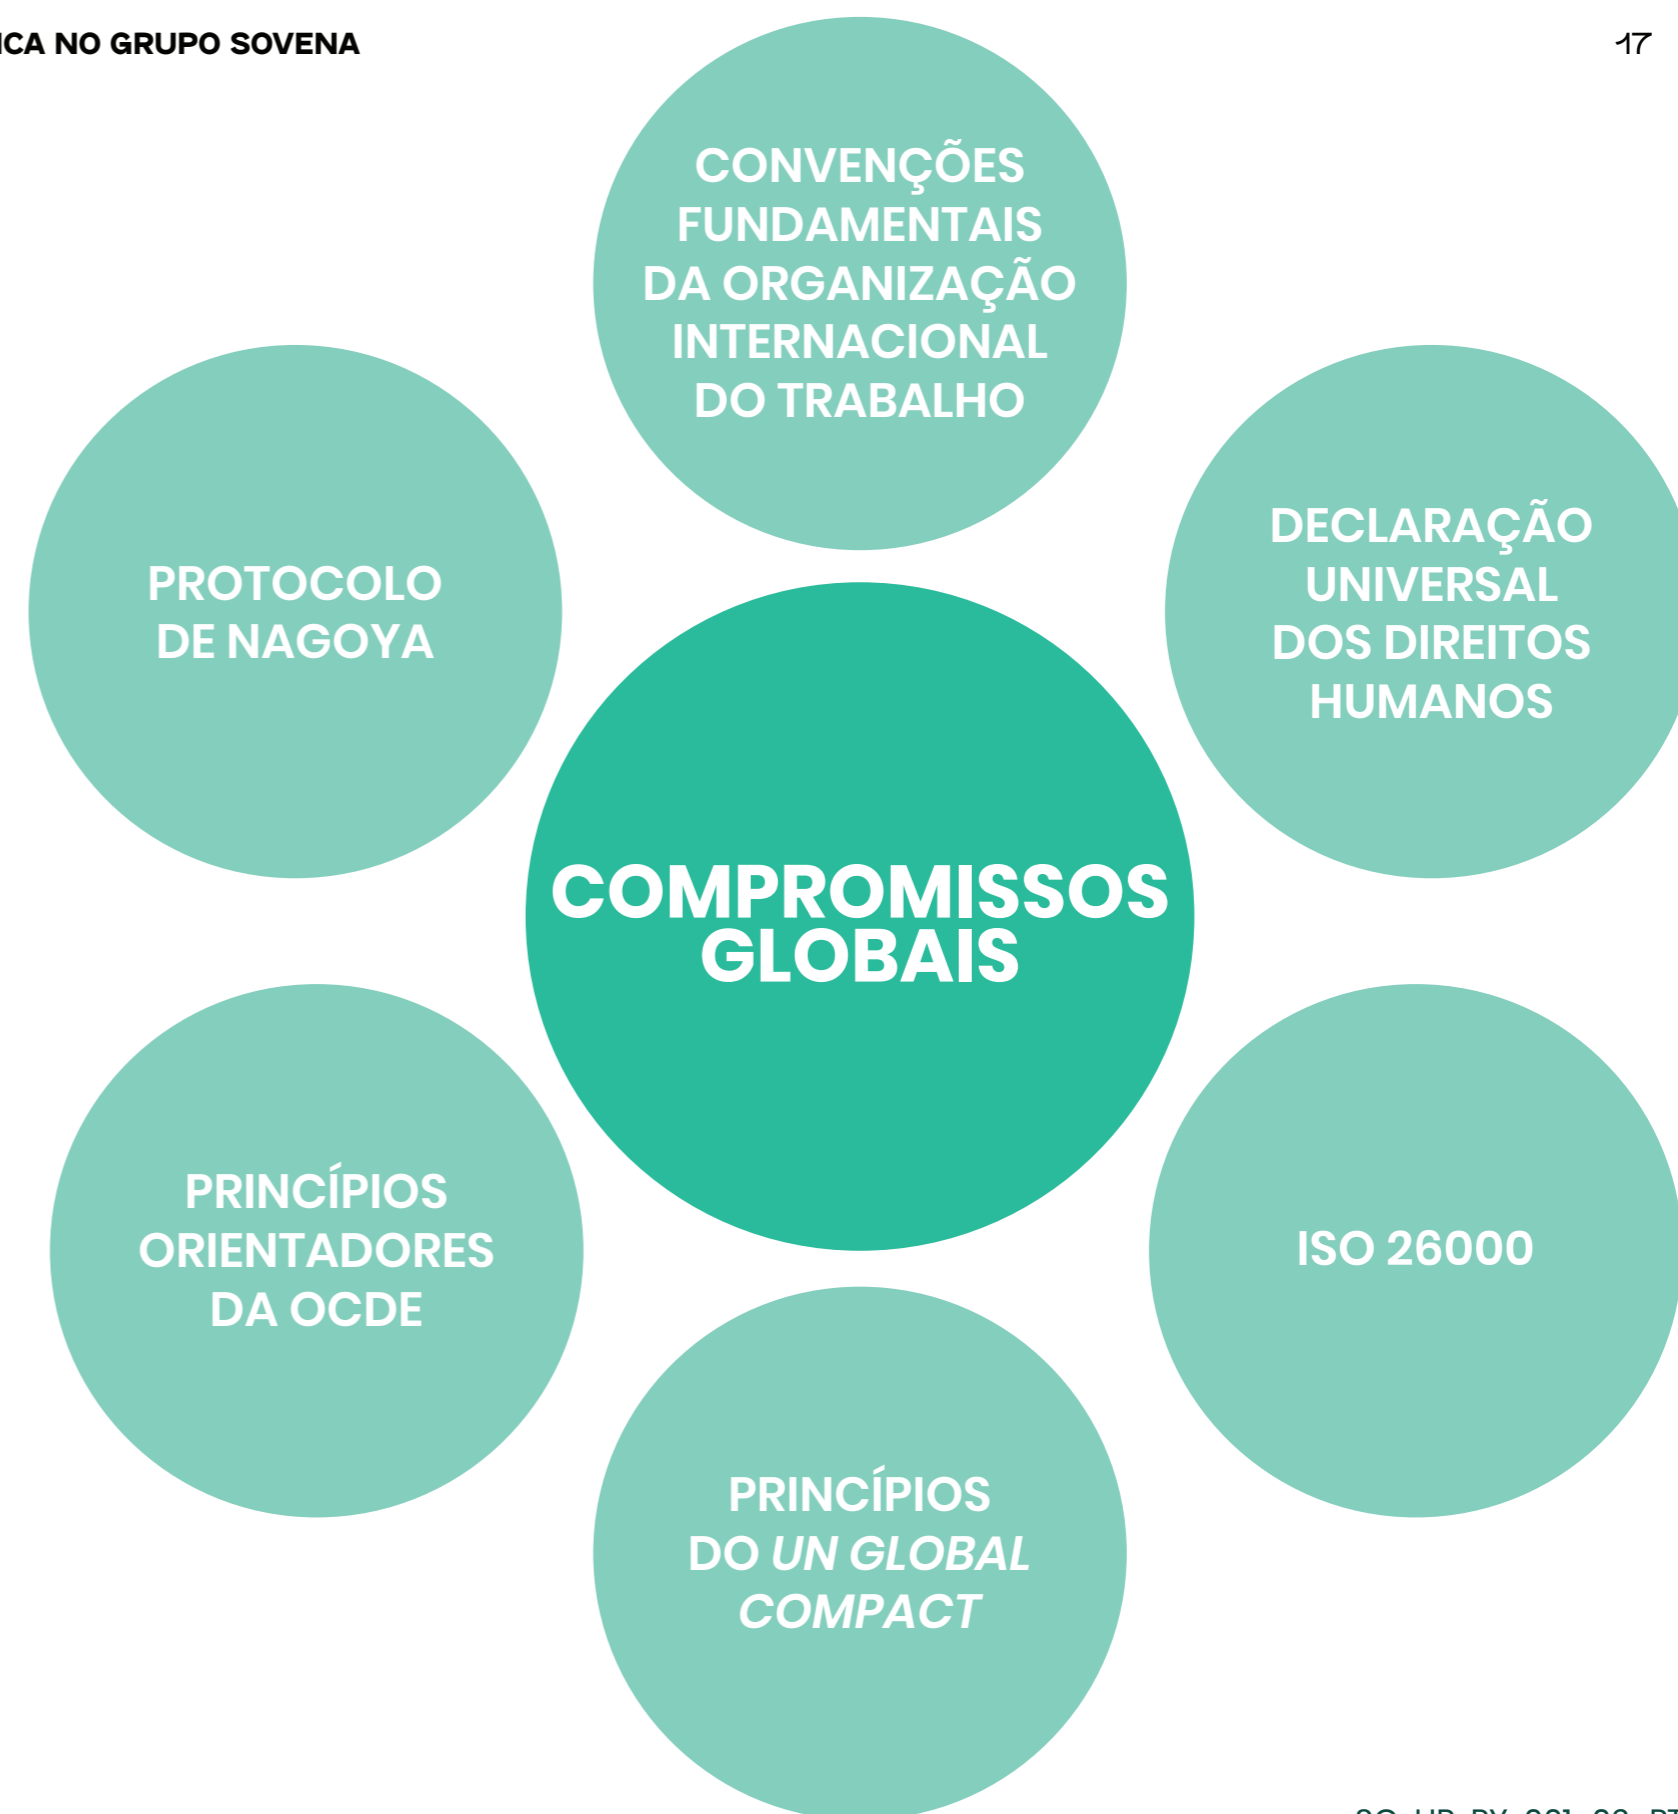 NO GRUPO SOVENA
17
CONVENÇÕES
FUNDAMENTAIS
DA ORGANIZAÇÃO
INTERNACIONAL
DO TRABALHO
DECLARAÇÃO
UNIVERSAL
DOS DIREITOS
HUMANOS
PROTOCOLO
DE NAGOYA
COMPROMISSOS
GLOBAIS
PRINCÍPIOS
ORIENTADORES
DA OCDE
ISO 26000
PRINCÍPIOS
DO UN GLOBAL
COMPACT